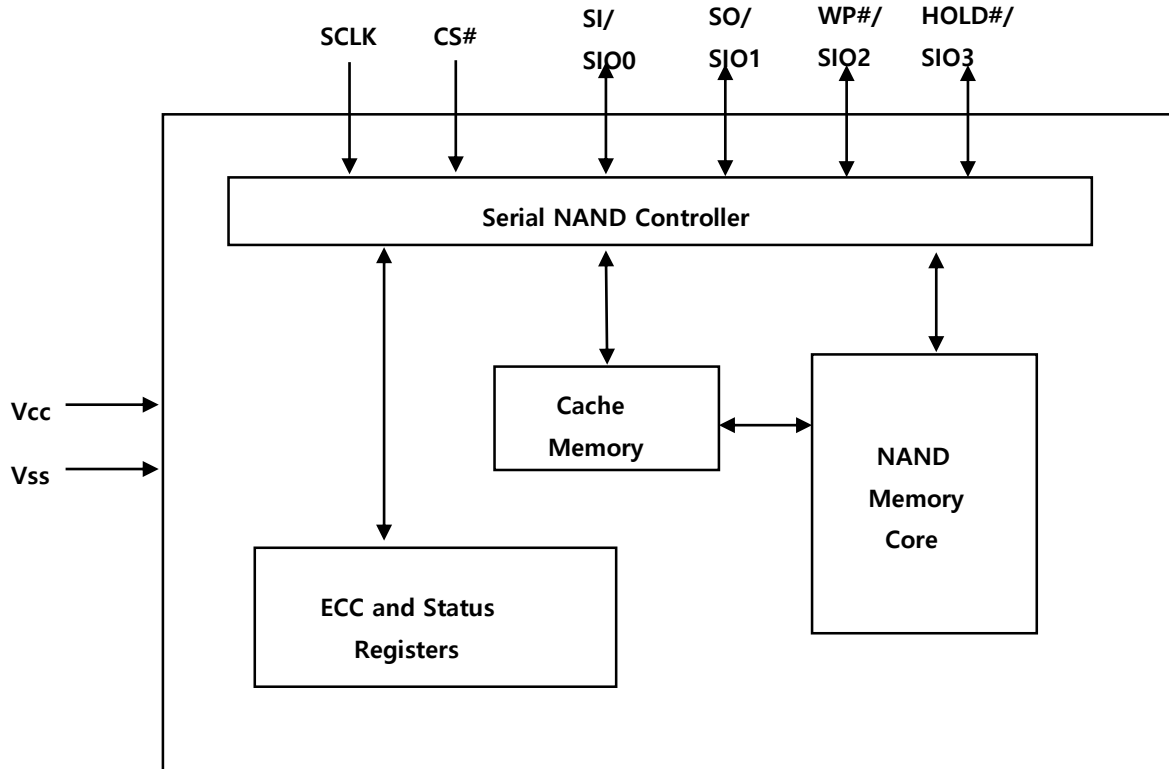 SCLK
CS#
SI/
SIO0
SO/
SIO1
WP#/
SIO2
HOLD#/
SIO3
Serial NAND Controller
Vcc
Vss
Cache
Memory
NAND
Memory
Core
ECC and Status
Registers